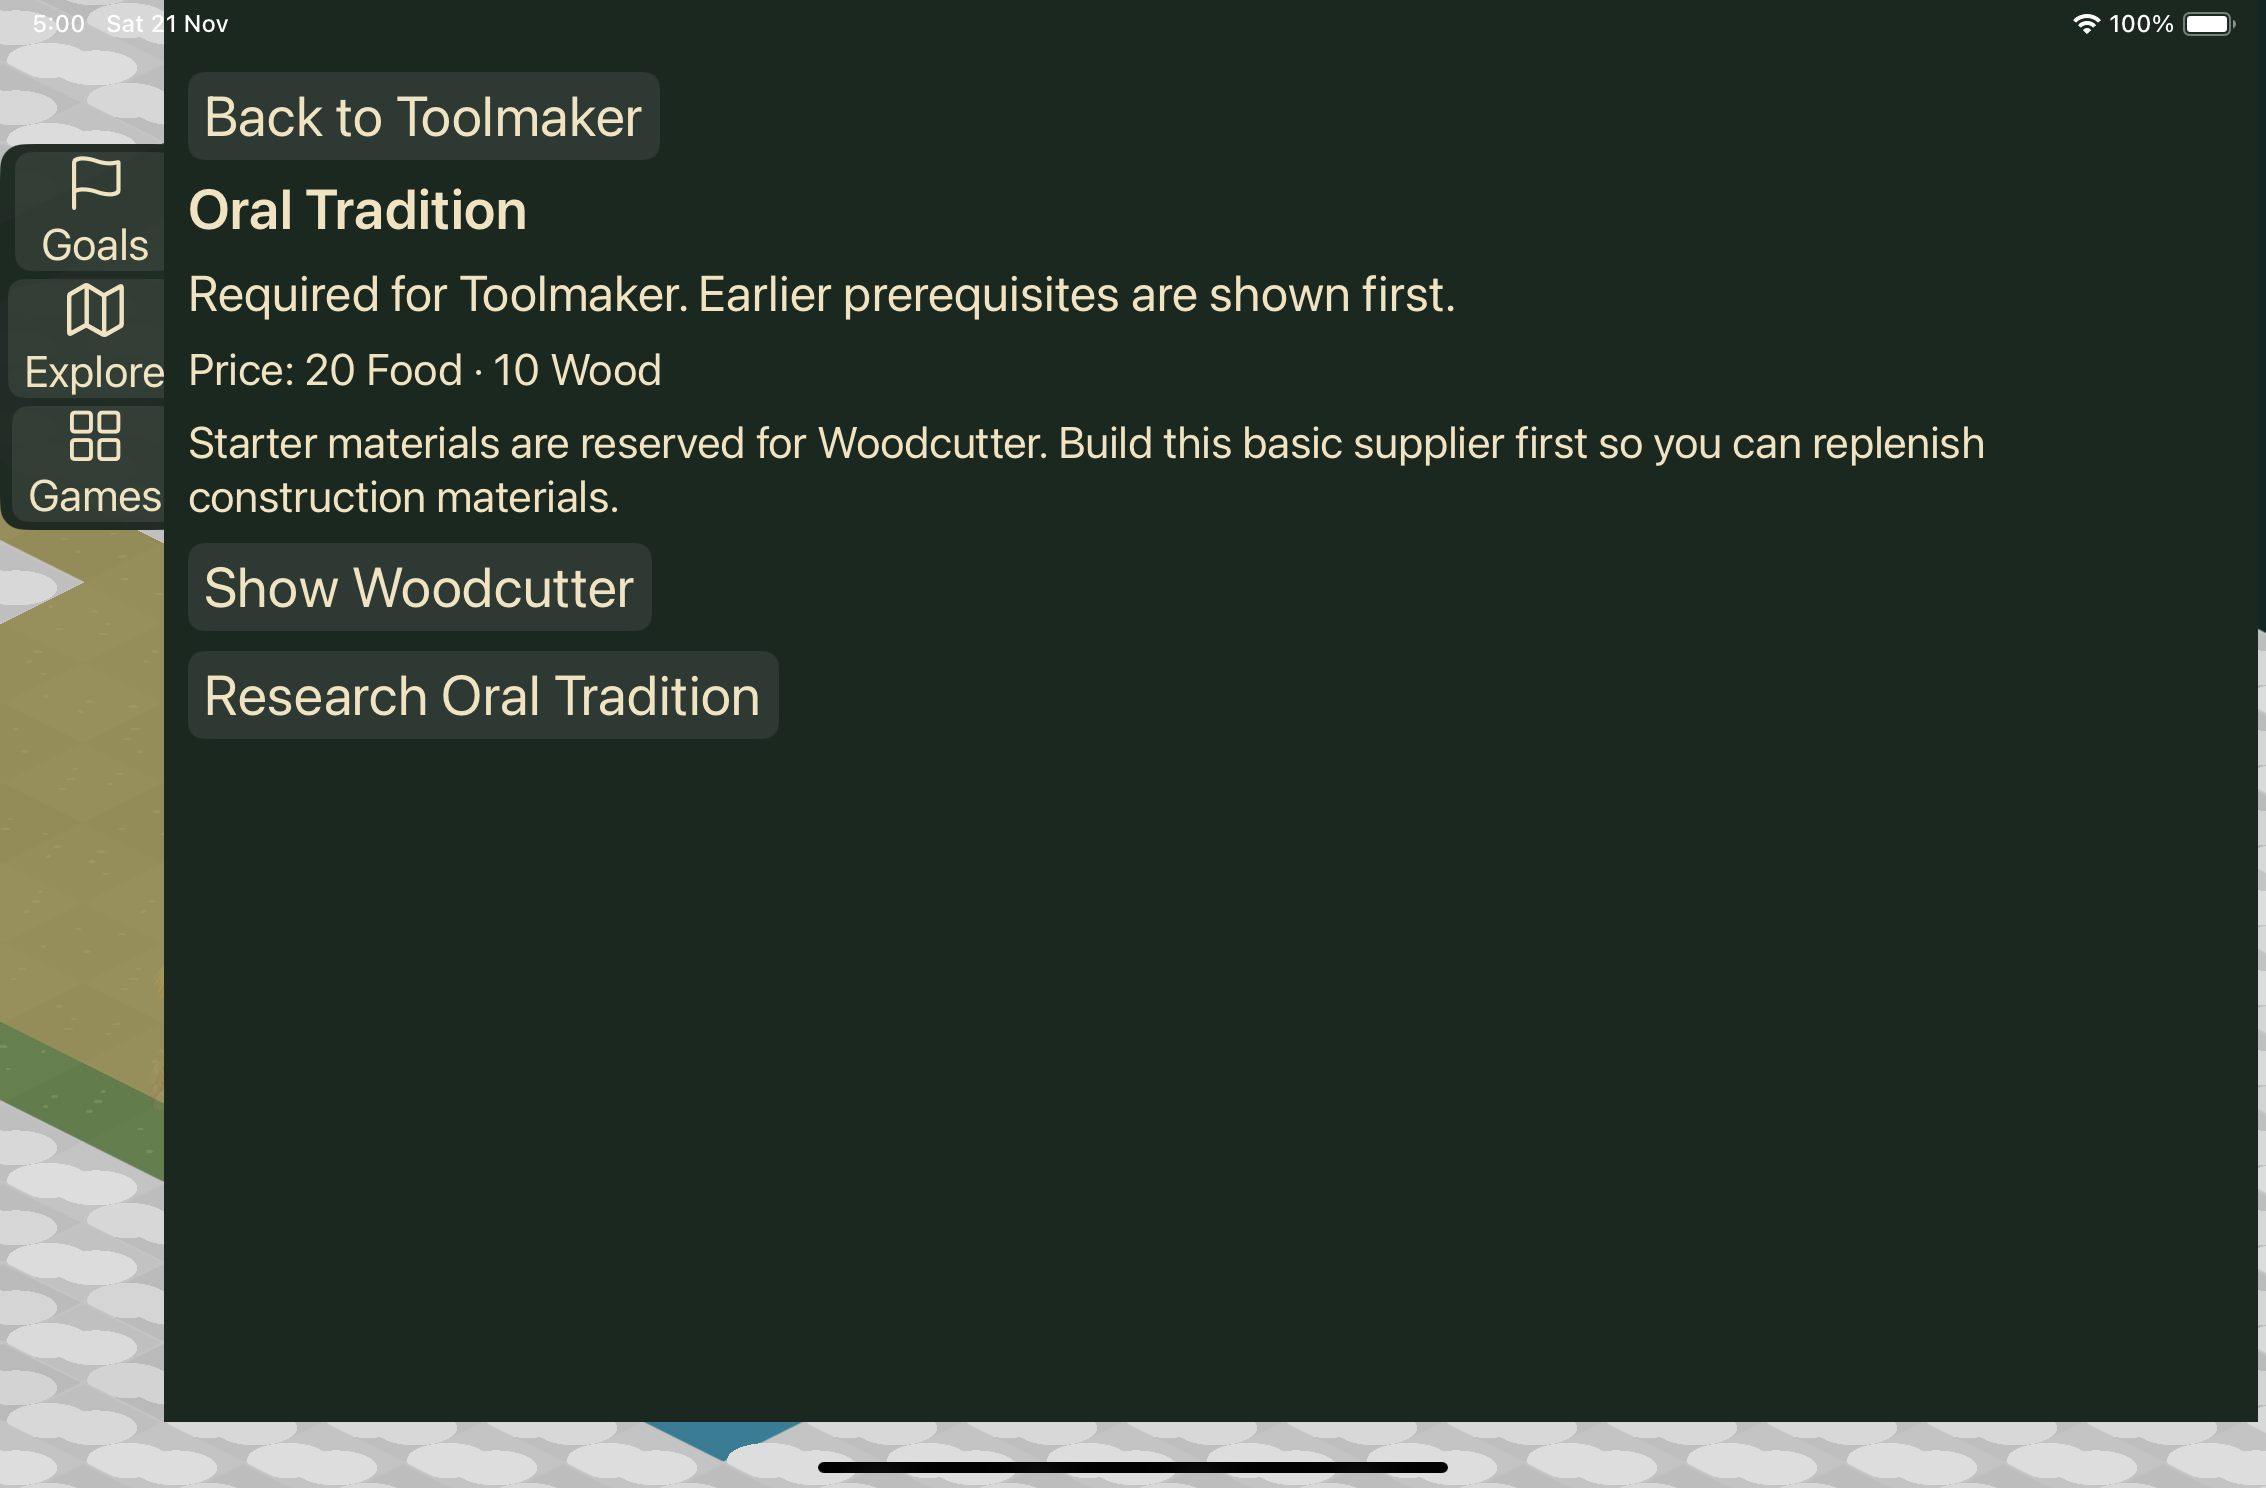 5:00 Sat 21 Nov
100%
Back to Toolmaker
Oral Tradition
Goals
Required for Toolmaker. Earlier prerequisites are shown first.
Explore
Price: 20 Food · 10 Wood
Games
Starter materials are reserved for Woodcutter. Build this basic supplier first so you can replenish
construction materials.
Show Woodcutter
Research Oral Tradition